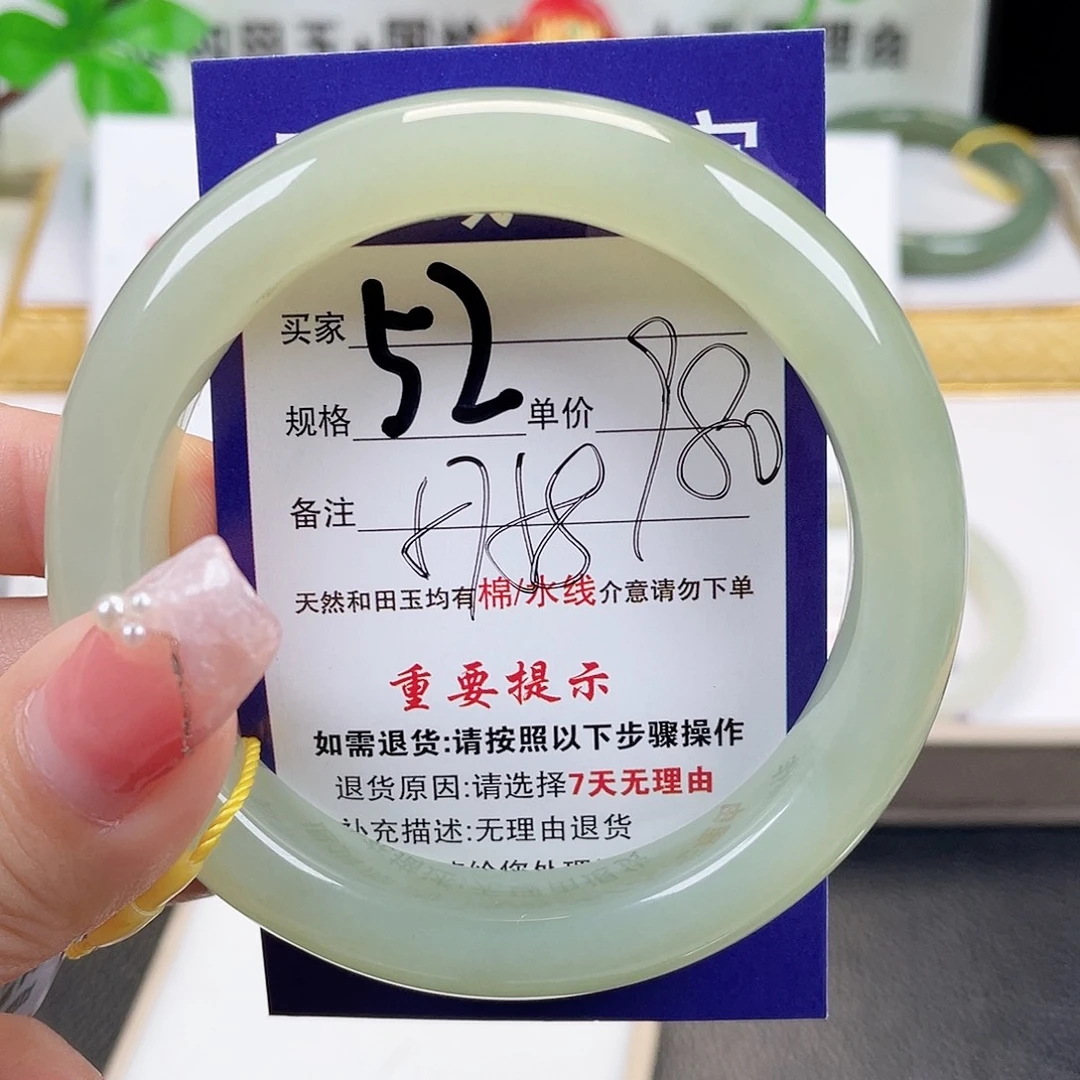 买家
52
规格 单价 980
备注
天然和田玉均有棉/水线介意请勿下单
重要提示
如需退货:请按照以下步骤操作
退货原因:请选择7天无理由
补充描述:无理由退货